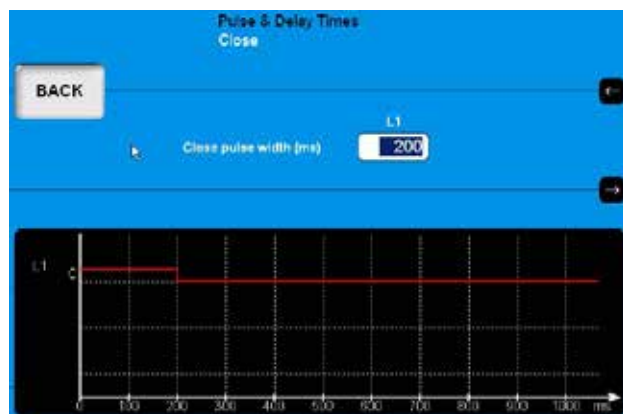 Pulse & Delay Times
Close
BACK
←
L1
Close pulse width (ms)
200
→
L1
C
0 100 200 300 400 500 600 700 800 900 1000 ms